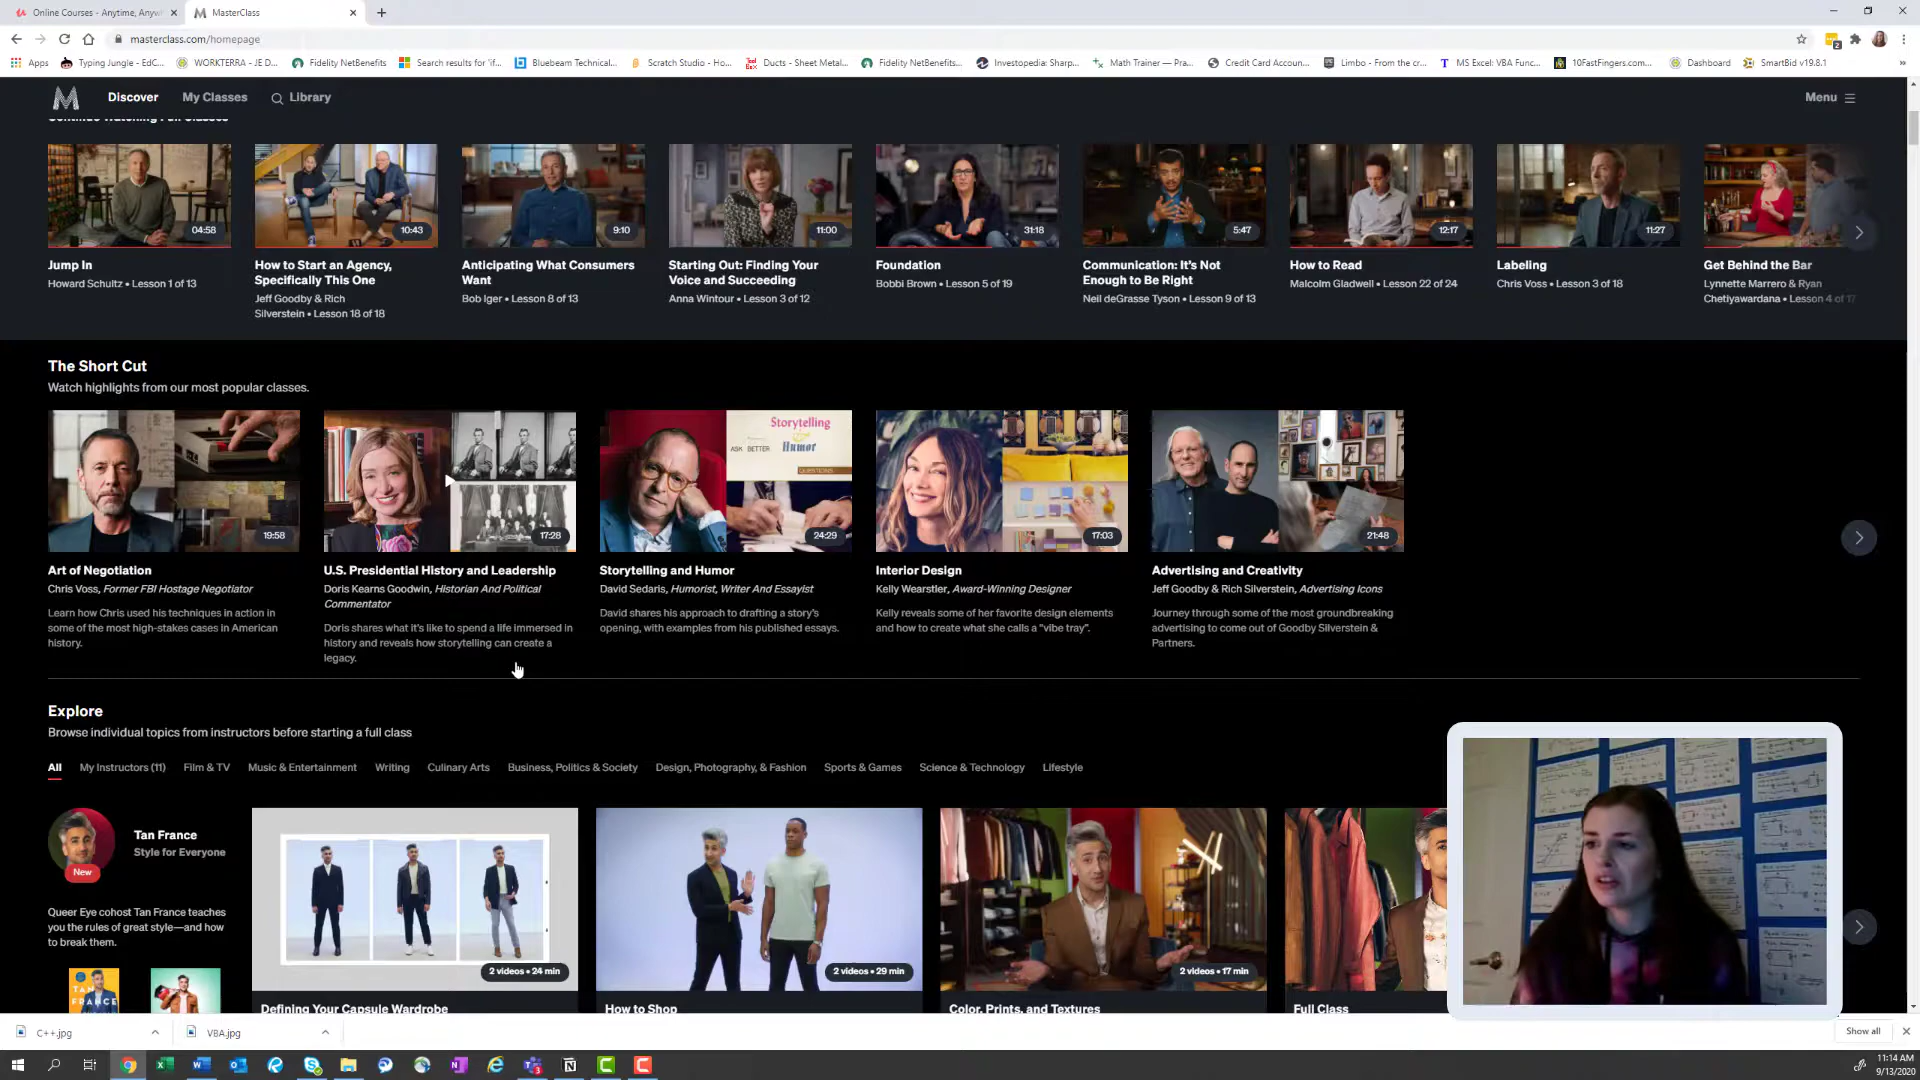 Online Courses - Anytime, Anyw
MasterClass
masterclass.com/homepage
Apps
Typing Jungle - EdC...
WORKTERRA - JE D...
Fidelity NetBenefits
Search results for 'if...
Bluebeam Technical...
Scratch Studio - Ho...
Ducts - Sheet Metal...
Fidelity NetBenefits...
Investopedia: Sharp...
Math Trainer — Pra...
Credit Card Accoun...
Limbo - From the cr...
MS Excel: VBA Func...
10FastFingers.com...
Dashboard
SmartBid v19.8.1
Discover
My Classes
Library
Menu
Continue Watching Full Classes
04:58
10:43
9:10
11:00
31:18
5:47
12:17
11:27
Jump In
Howard Schultz • Lesson 1 of 13
How to Start an Agency,
Specifically This One
Jeff Goodby & Rich
Silverstein • Lesson 18 of 18
Anticipating What Consumers
Want
Bob Iger • Lesson 8 of 13
Starting Out: Finding Your
Voice and Succeeding
Anna Wintour • Lesson 3 of 12
Foundation
Bobbi Brown • Lesson 5 of 19
Communication: It's Not
Enough to Be Right
Neil deGrasse Tyson • Lesson 9 of 13
How to Read
Malcolm Gladwell • Lesson 22 of 24
Labeling
Chris Voss • Lesson 3 of 18
Get Behind the Bar
Lynnette Marrero & Ryan
Chetiyawardana • Lesson 4 of 17
The Short Cut
Watch highlights from our most popular classes.
Storytelling
Humor
ASK BETTER
QUESTIONS
19:58
17:28
24:29
17:03
21:48
Art of Negotiation
Chris Voss, Former FBI Hostage Negotiator
Learn how Chris used his techniques in action in
some of the most high-stakes cases in American
history.
U.S. Presidential History and Leadership
Doris Kearns Goodwin, Historian And Political
Commentator
Doris shares what it's like to spend a life immersed in
history and reveals how storytelling can create a
legacy.
Storytelling and Humor
David Sedaris, Humorist, Writer And Essayist
David shares his approach to drafting a story's
opening, with examples from his published essays.
Interior Design
Kelly Wearstler, Award-Winning Designer
Kelly reveals some of her favorite design elements
and how to create what she calls a "vibe tray".
Advertising and Creativity
Jeff Goodby & Rich Silverstein, Advertising Icons
Journey through some of the most groundbreaking
advertising to come out of Goodby Silverstein &
Partners.
Explore
Browse individual topics from instructors before starting a full class
All
My Instructors (11)
Film & TV
Music & Entertainment
Writing
Culinary Arts
Business, Politics & Society
Design, Photography, & Fashion
Sports & Games
Science & Technology
Lifestyle
Tan France
Style for Everyone
New
Queer Eye cohost Tan France teaches
you the rules of great style—and how
to break them.
TAN
FRANCE
2 videos • 24 min
2 videos • 29 min
2 videos • 17 min
Defining Your Capsule Wardrobe
How to Shop
Color, Prints, and Textures
Full Class
C++.jpg
VBA.jpg
Show all
11:14 AM
9/13/2020